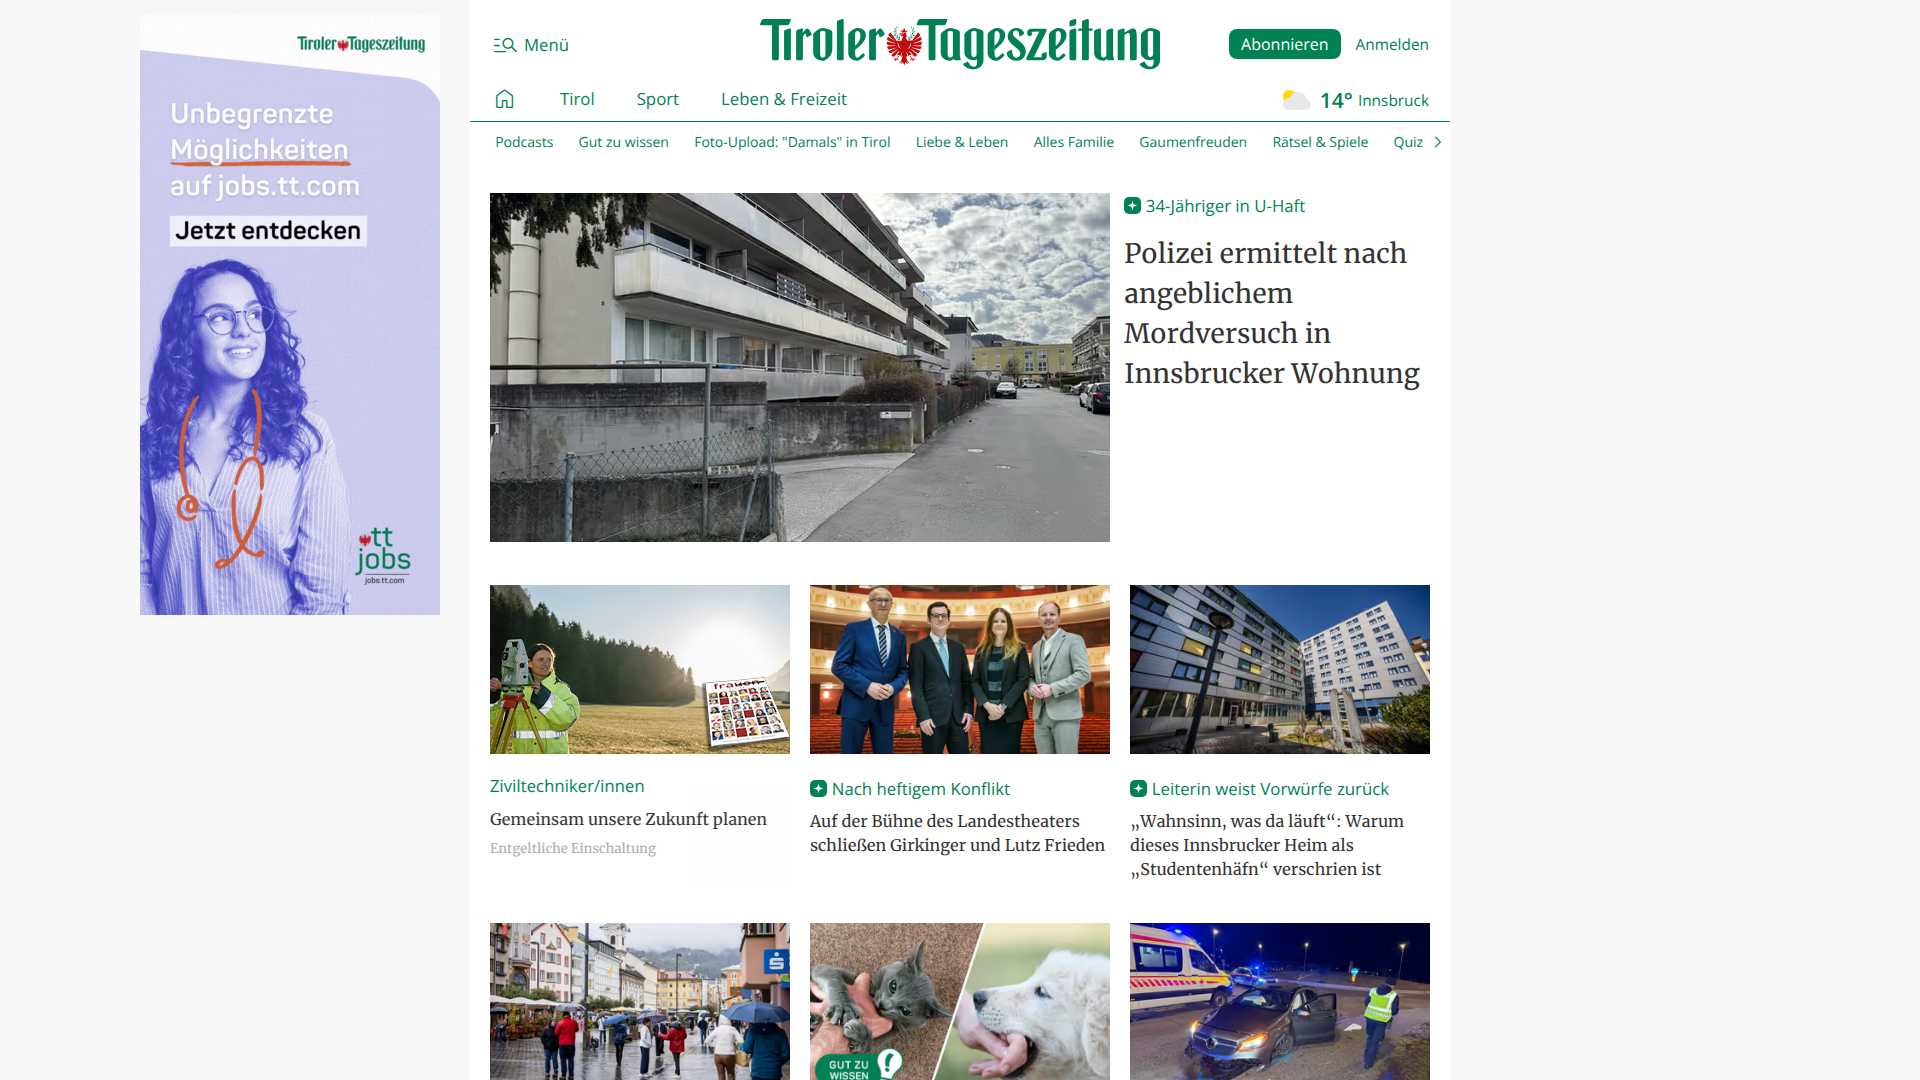 Tiroler Tageszeitung
Unbegrenzte
Möglichkeiten
auf jobs.tt.com
Jetzt entdecken
tt
jobs
jobs.tt.com
Menü
Tiroler Tageszeitung
Abonnieren
Anmelden
Tirol
Sport
Leben & Freizeit
14° Innsbruck
Podcasts
Gut zu wissen
Foto-Upload: "Damals" in Tirol
Liebe & Leben
Alles Familie
Gaumenfreuden
Rätsel & Spiele
Quiz
34-Jähriger in U-Haft
Polizei ermittelt nach
angeblichem
Mordversuch in
Innsbrucker Wohnung
frauen
Ziviltechniker/innen
Gemeinsam unsere Zukunft planen
Entgeltliche Einschaltung
Nach heftigem Konflikt
Auf der Bühne des Landestheaters
schließen Girkinger und Lutz Frieden
Leiterin weist Vorwürfe zurück
„Wahnsinn, was da läuft“: Warum
dieses Innsbrucker Heim als
„Studentenhäfn“ verschrien ist
S
GUT ZU
WISSEN